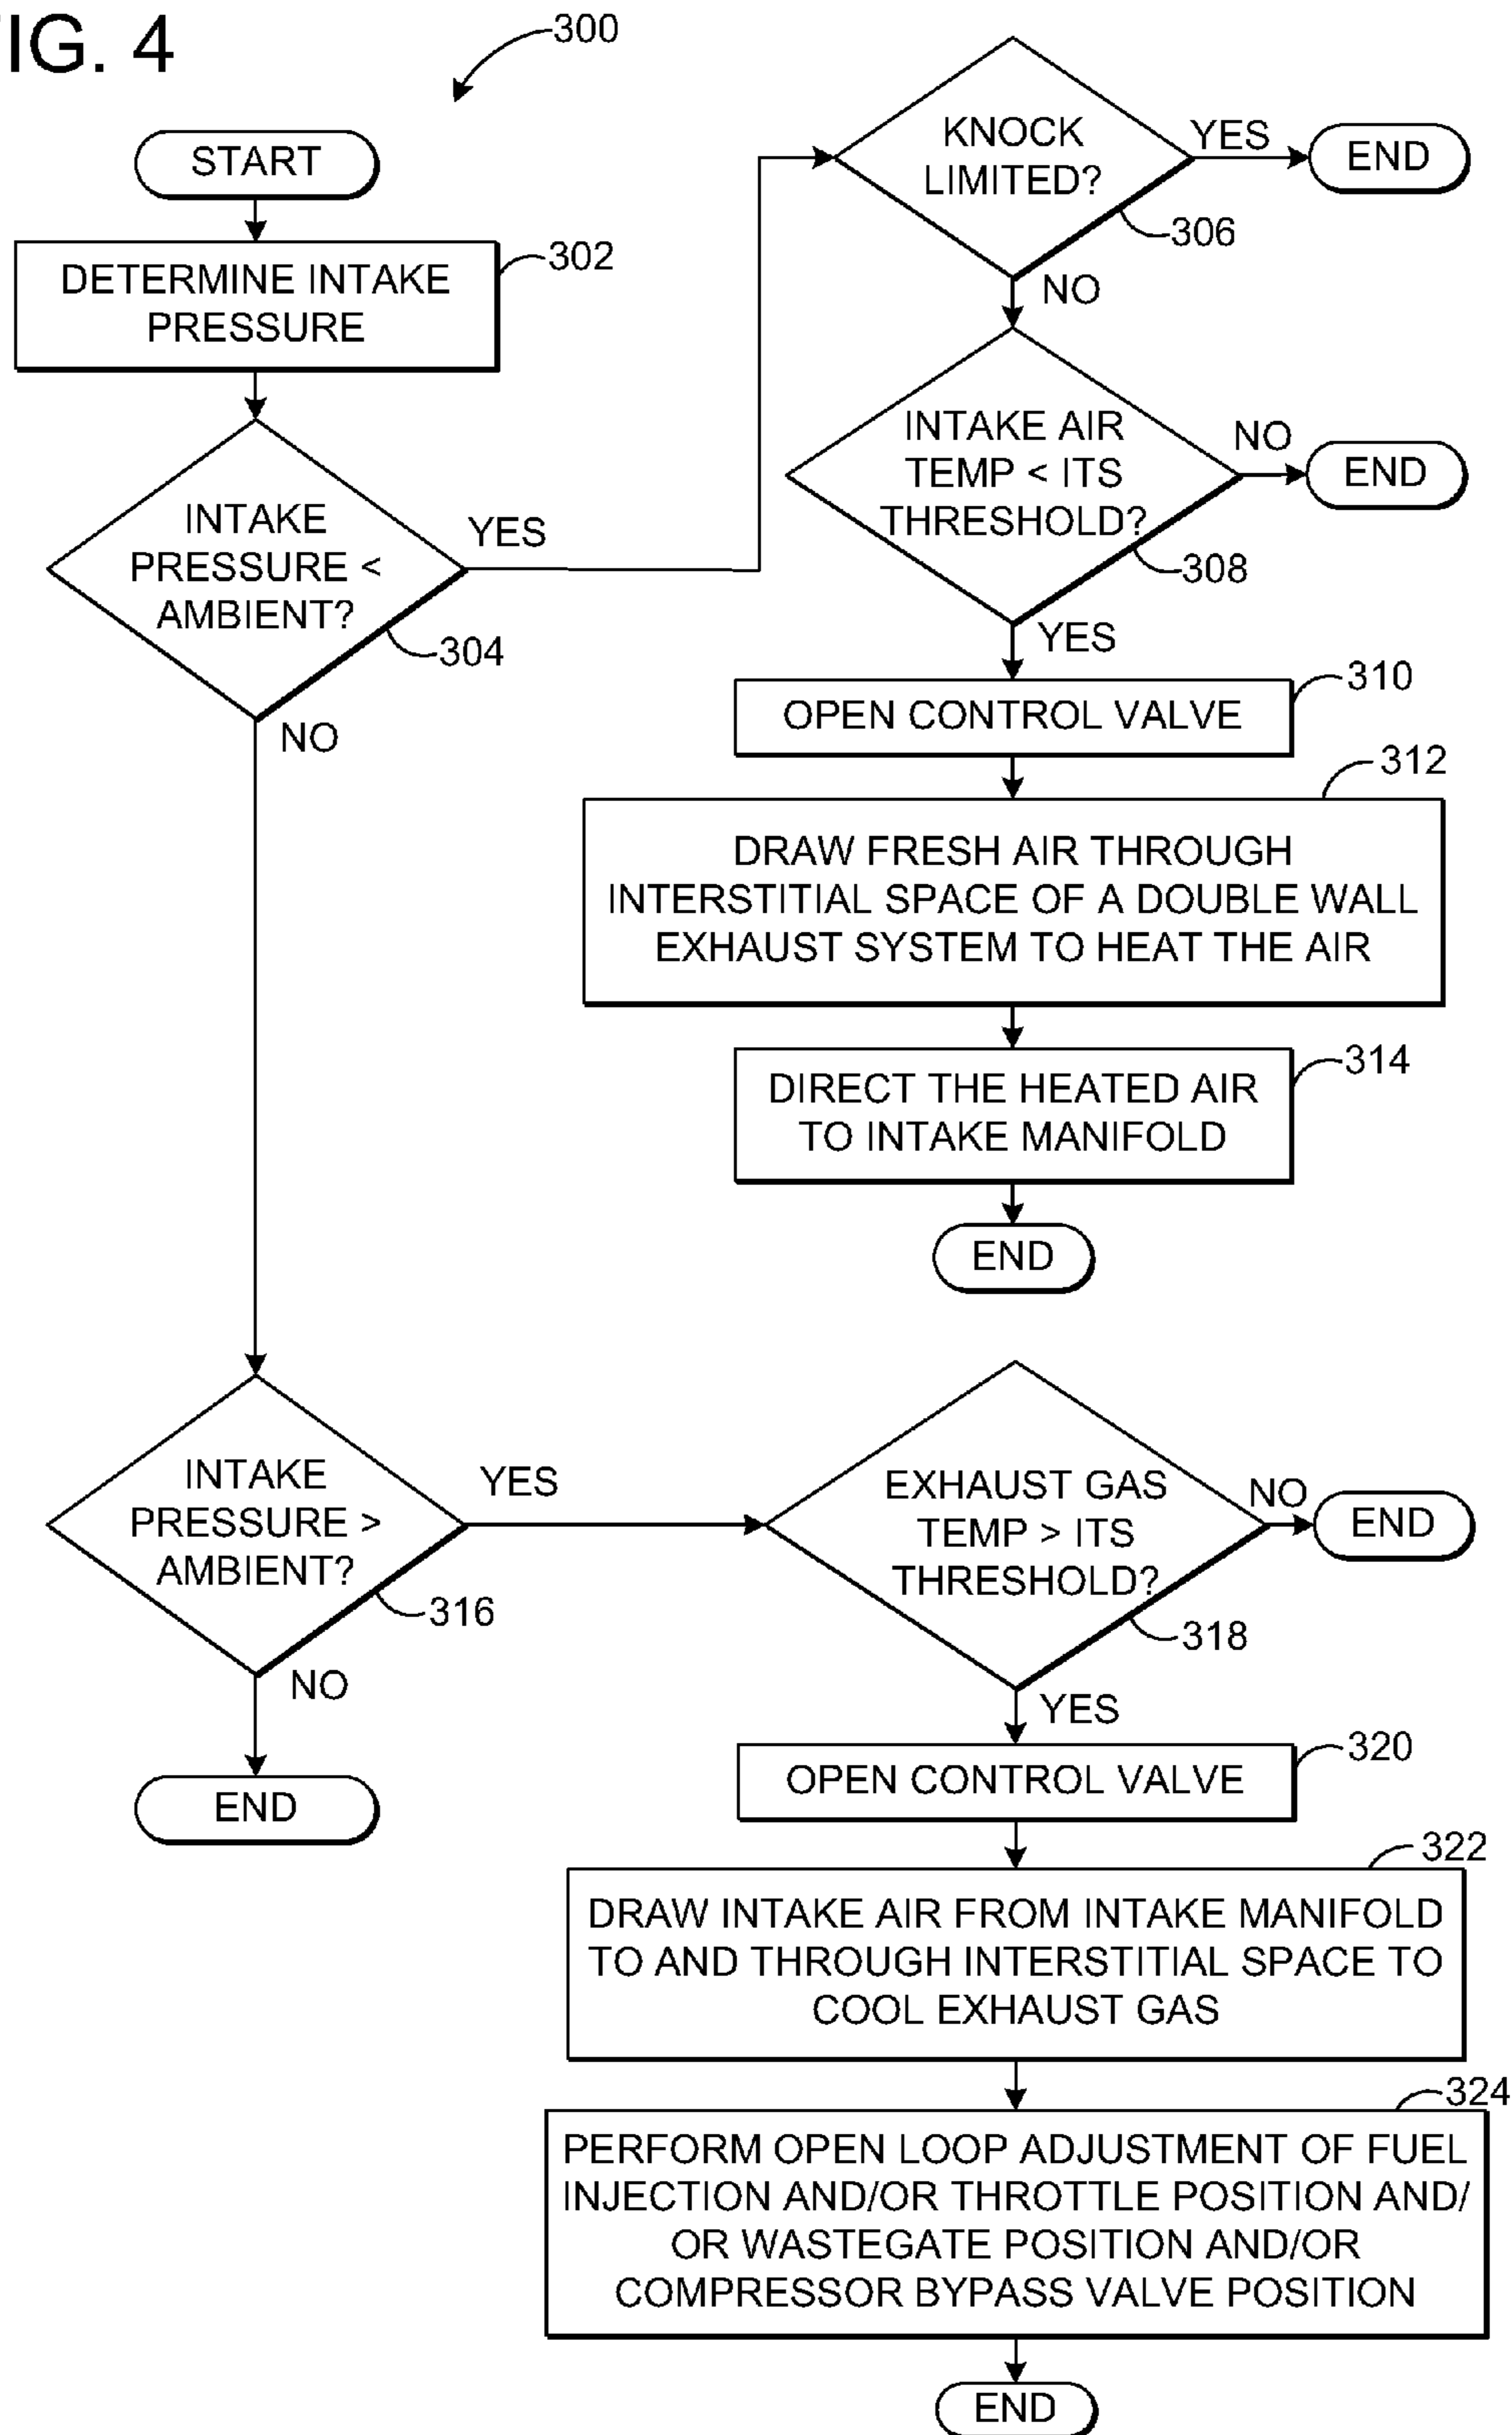 FIG. 4
300
START
DETERMINE INTAKE
PRESSURE
302
INTAKE
PRESSURE <
AMBIENT?
YES
304
NO
KNOCK
LIMITED?
YES
END
306
NO
INTAKE AIR
TEMP < ITS
THRESHOLD?
NO
END
308
YES
OPEN CONTROL VALVE
310
312
DRAW FRESH AIR THROUGH
INTERSTITIAL SPACE OF A DOUBLE WALL
EXHAUST SYSTEM TO HEAT THE AIR
DIRECT THE HEATED AIR
TO INTAKE MANIFOLD
314
END
INTAKE
PRESSURE >
AMBIENT?
YES
316
NO
END
EXHAUST GAS
TEMP > ITS
THRESHOLD?
NO
END
318
YES
OPEN CONTROL VALVE
320
322
DRAW INTAKE AIR FROM INTAKE MANIFOLD
TO AND THROUGH INTERSTITIAL SPACE TO
COOL EXHAUST GAS
324
PERFORM OPEN LOOP ADJUSTMENT OF FUEL
INJECTION AND/OR THROTTLE POSITION AND/
OR WASTEGATE POSITION AND/OR
COMPRESSOR BYPASS VALVE POSITION
END